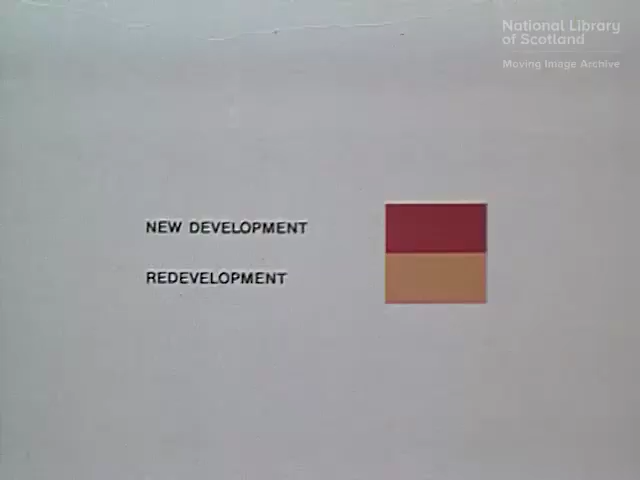 National Library
of Scotland
Moving Image Archive
NEW DEVELOPMENT
REDEVELOPMENT